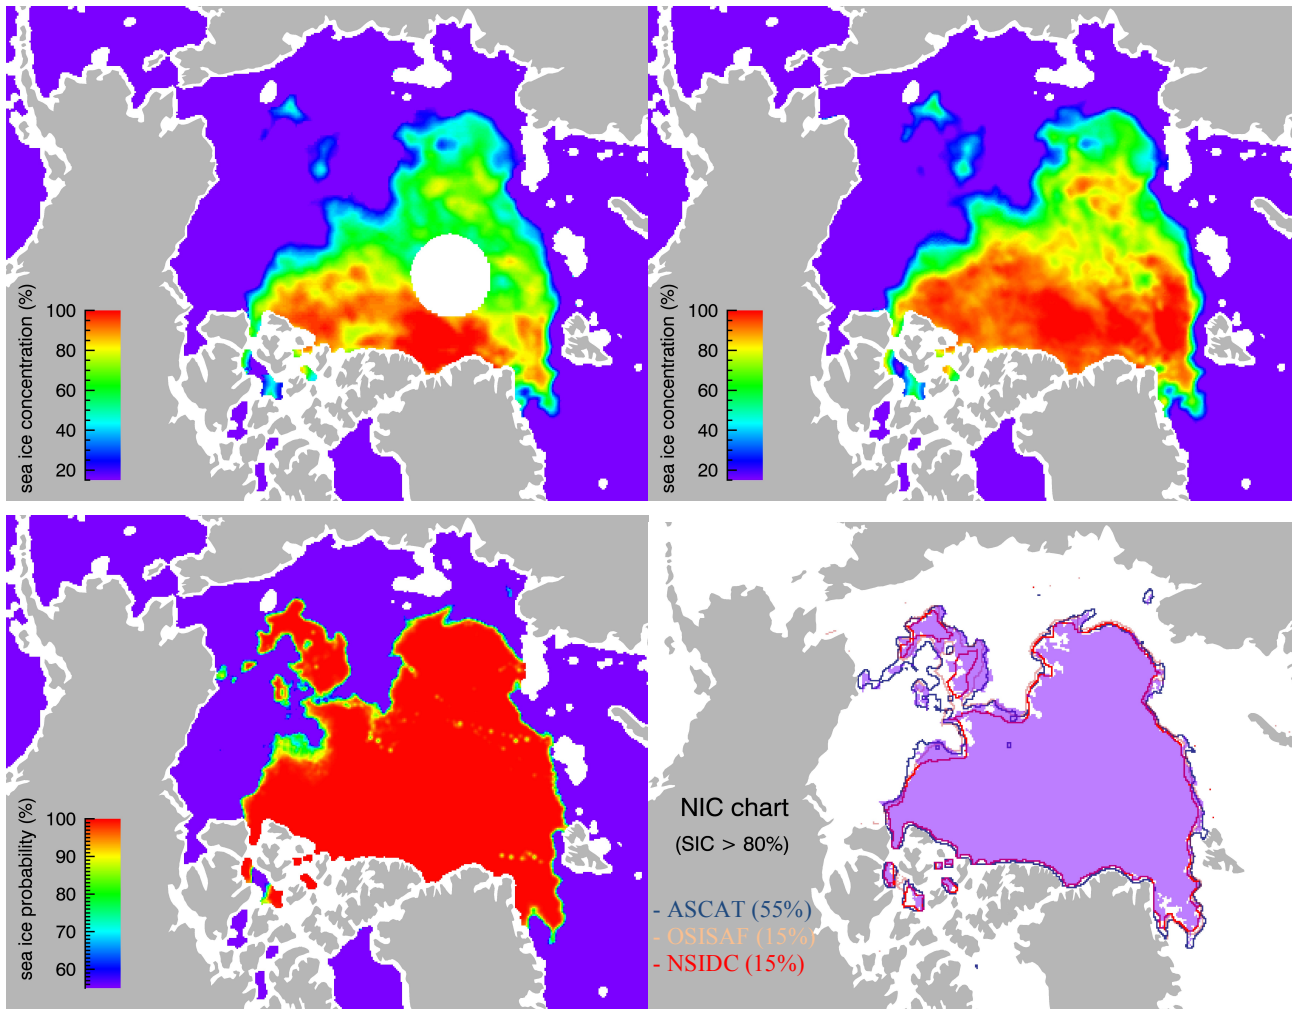 sea ice concentration (%)
100
80
60
40
20
sea ice concentration (%)
100
80
60
40
20
sea ice probability (%)
100
90
80
70
60
NIC chart
(SIC > 80%)
- ASCAT (55%)
- OSISAF (15%)
- NSIDC (15%)